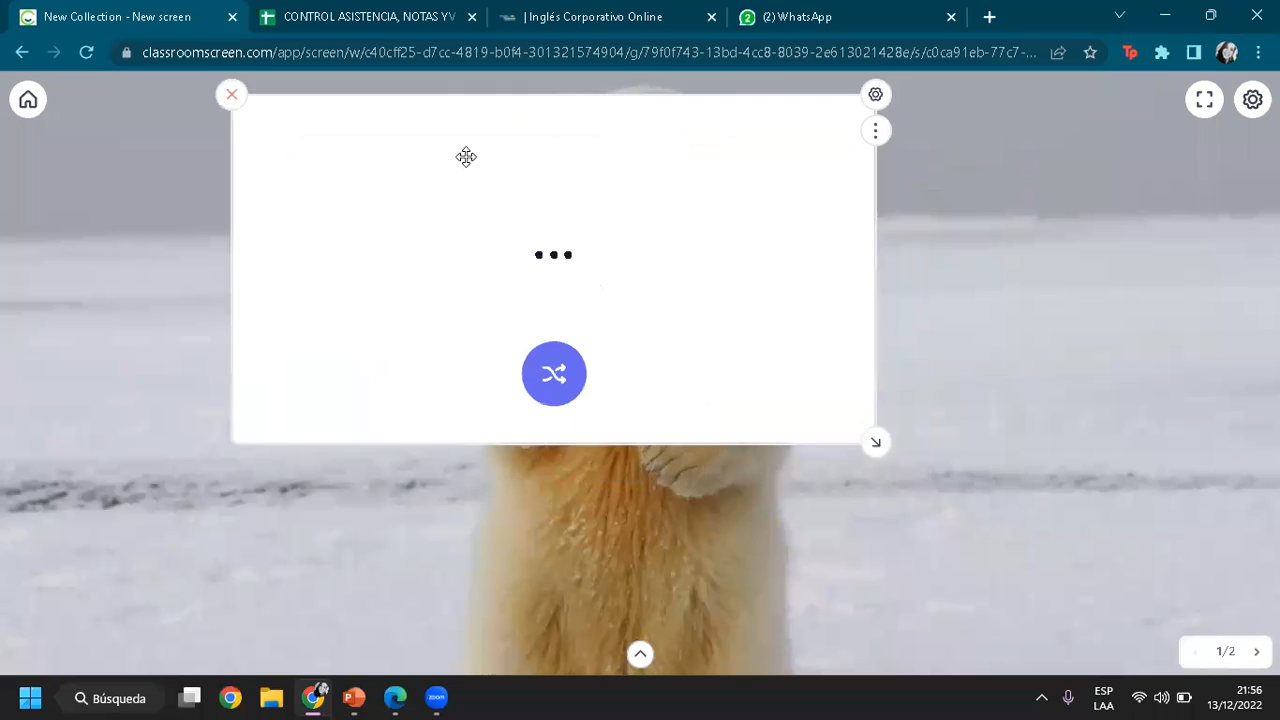 New Collection - New screen
CONTROL ASISTENCIA, NOTAS Y V
| Inglés Corporativo Online
(2) WhatsApp
classroomscreen.com/app/screen/w/c40cff25-d7cc-4819-b0f4-301321574904/g/79f0f743-13bd-4cc8-8039-2e613021428e/s/c0ca91eb-77c7-...
Tp
...
1/2
Búsqueda
zoom
ESP
LAA
21:56
13/12/2022